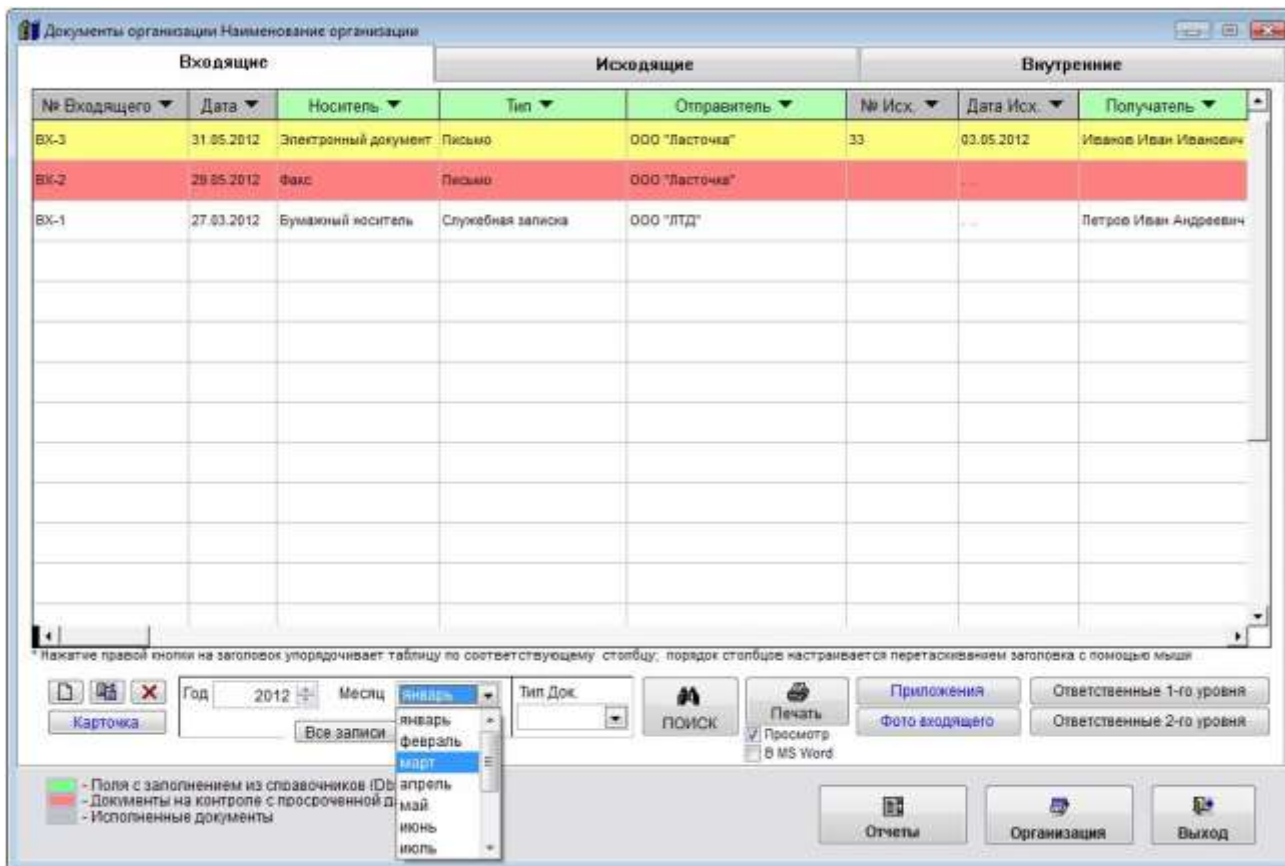 Документы организации Наименование организации
Входящие Исходящие Внутренние
№ Входящего Дата Носитель Тип Отправитель № Исх. Дата Исх. Получатель
ВХ-3 31.05.2012 Электронный документ Письмо ООО "Ласточка" 33 03.05.2012 Иванов Иван Иванович
ВХ-2 29.05.2012 Факс Письмо ООО "Ласточка" . .
ВХ-1 27.03.2012 Бумажный носитель Служебная записка ООО "ЛТД" . . Петров Иван Андреевич
* Нажатие правой кнопки на заголовок упорядочивает таблицу по соответствующему столбцу; порядок столбцов настраивается перетаскиванием заголовка с помощью мыши
Год 2012 Месяц январь Тип Док. ПОИСК Печать Приложения Ответственные 1-го уровня
Карточка Все записи Просмотр Фото входящего Ответственные 2-го уровня
В MS Word
январь
февраль
март
апрель
май
июнь
июль
- Поля с заполнением из справочников (Db
- Документы на контроле с просроченной д
- Исполненные документы
Отчеты Организация Выход